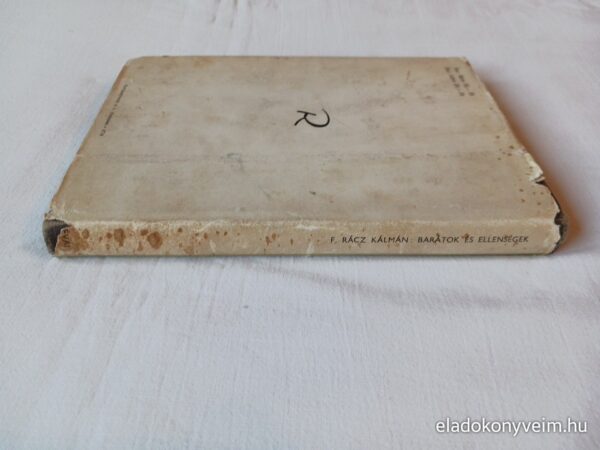 R
F. RÁCZ KÁLMÁN: BARÁTOK ÉS ELLENSÉGEK
eladokonyveim.hu